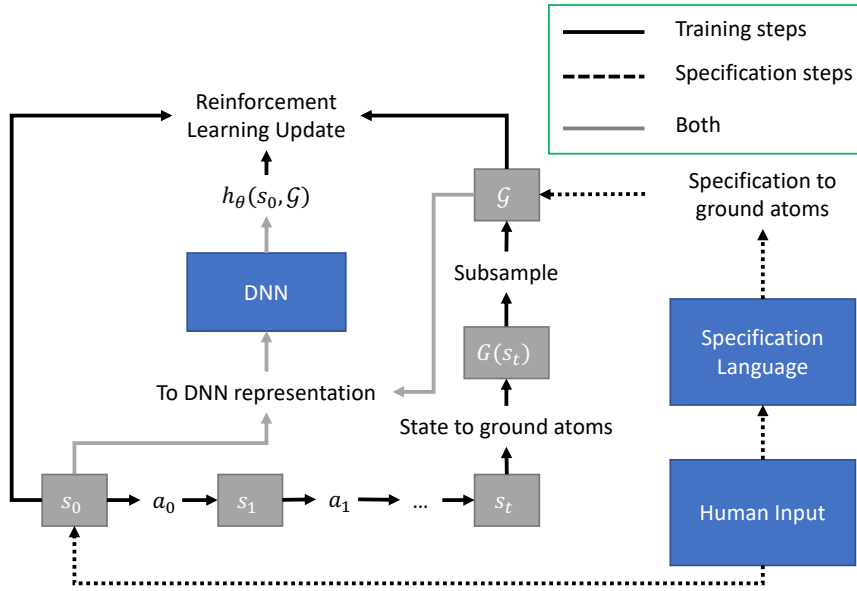 Training steps
Specification steps
Both
Reinforcement
Learning Update
h_θ(s_0, 𝒢)
𝒢
Specification to
ground atoms
Subsample
DNN
Specification
Language
G(s_t)
To DNN representation
State to ground atoms
s_0
a_0
s_1
a_1
...
s_t
Human Input